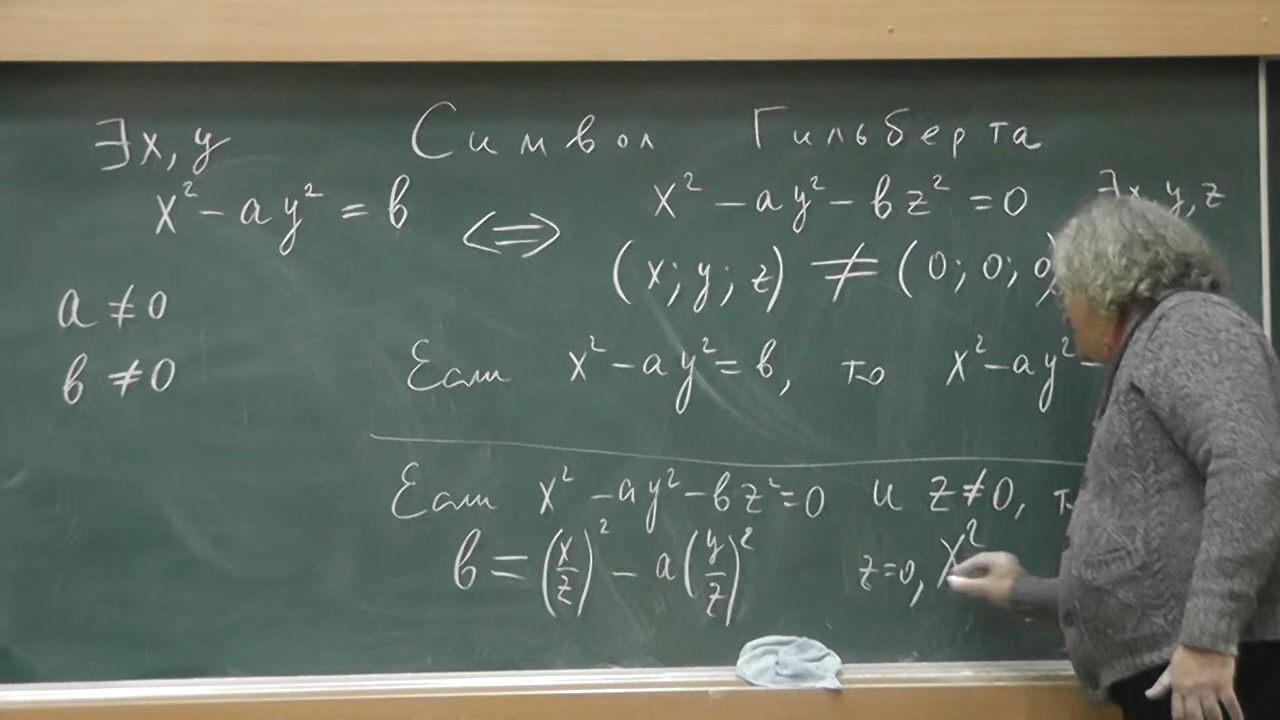 Символ Гильберта
∃x, y
x² − ay² = b ⟺ x² − ay² − bz² = 0 ∃x, y, z
(x; y; z) ≠ (0; 0; 0
a ≠ 0
b ≠ 0
Если x² − ay² = b, то x² − ay² −
Если x² − ay² − bz² = 0 и z ≠ 0, т
b = (x/z)² − a(y/z)² z = 0, x²